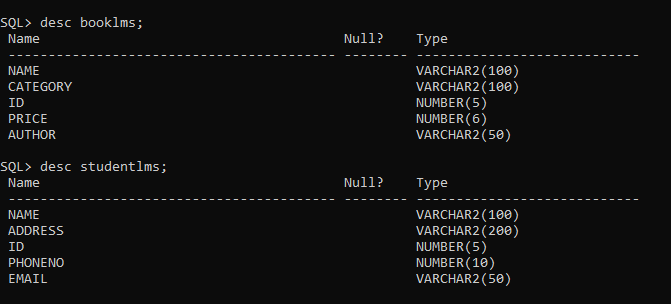 SQL> desc booklms;
 Name                                      Null?    Type
 ----------------------------------------- -------- ----------------------------
 NAME                                               VARCHAR2(100)
 CATEGORY                                           VARCHAR2(100)
 ID                                                 NUMBER(5)
 PRICE                                              NUMBER(6)
 AUTHOR                                             VARCHAR2(50)
SQL> desc studentlms;
 Name                                      Null?    Type
 ----------------------------------------- -------- ----------------------------
 NAME                                               VARCHAR2(100)
 ADDRESS                                            VARCHAR2(200)
 ID                                                 NUMBER(5)
 PHONENO                                            NUMBER(10)
 EMAIL                                              VARCHAR2(50)